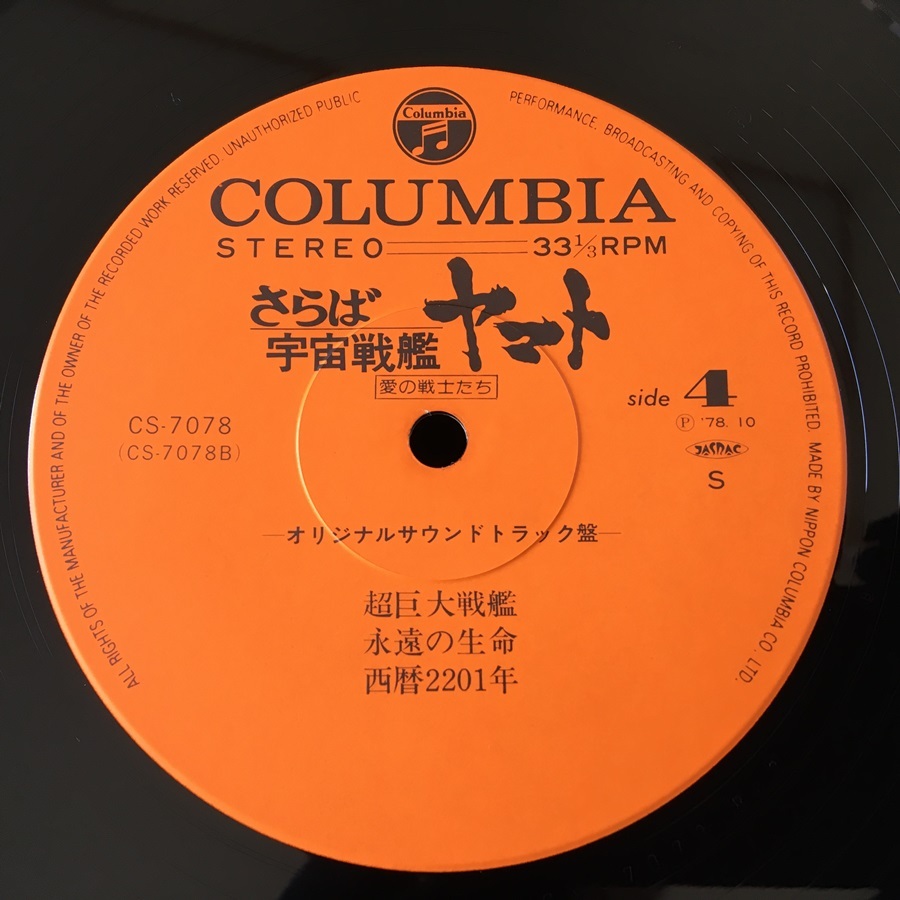 Columbia
COLUMBIA
STEREO 33⅓RPM
さらば
宇宙戦艦
ヤマト
愛の戦士たち
side 4
Ⓟ '78. 10
JASRAC
S
CS-7078
(CS-7078B)
オリジナルサウンドトラック盤
超巨大戦艦
永遠の生命
西暦2201年
ALL RIGHTS OF THE MANUFACTURER AND OF THE OWNER OF THE RECORDED WORK RESERVED. UNAUTHORIZED PUBLIC PERFORMANCE, BROADCASTING AND COPYING OF THIS RECORD PROHIBITED. MADE BY NIPPON COLUMBIA CO., LTD.